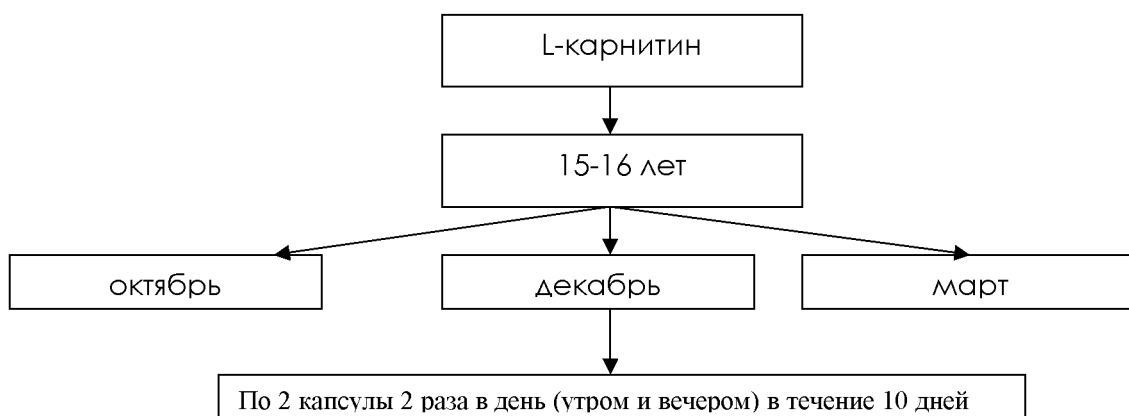 L-карнитин
15-16 лет
октябрь
декабрь
март
По 2 капсулы 2 раза в день (утром и вечером) в течение 10 дней